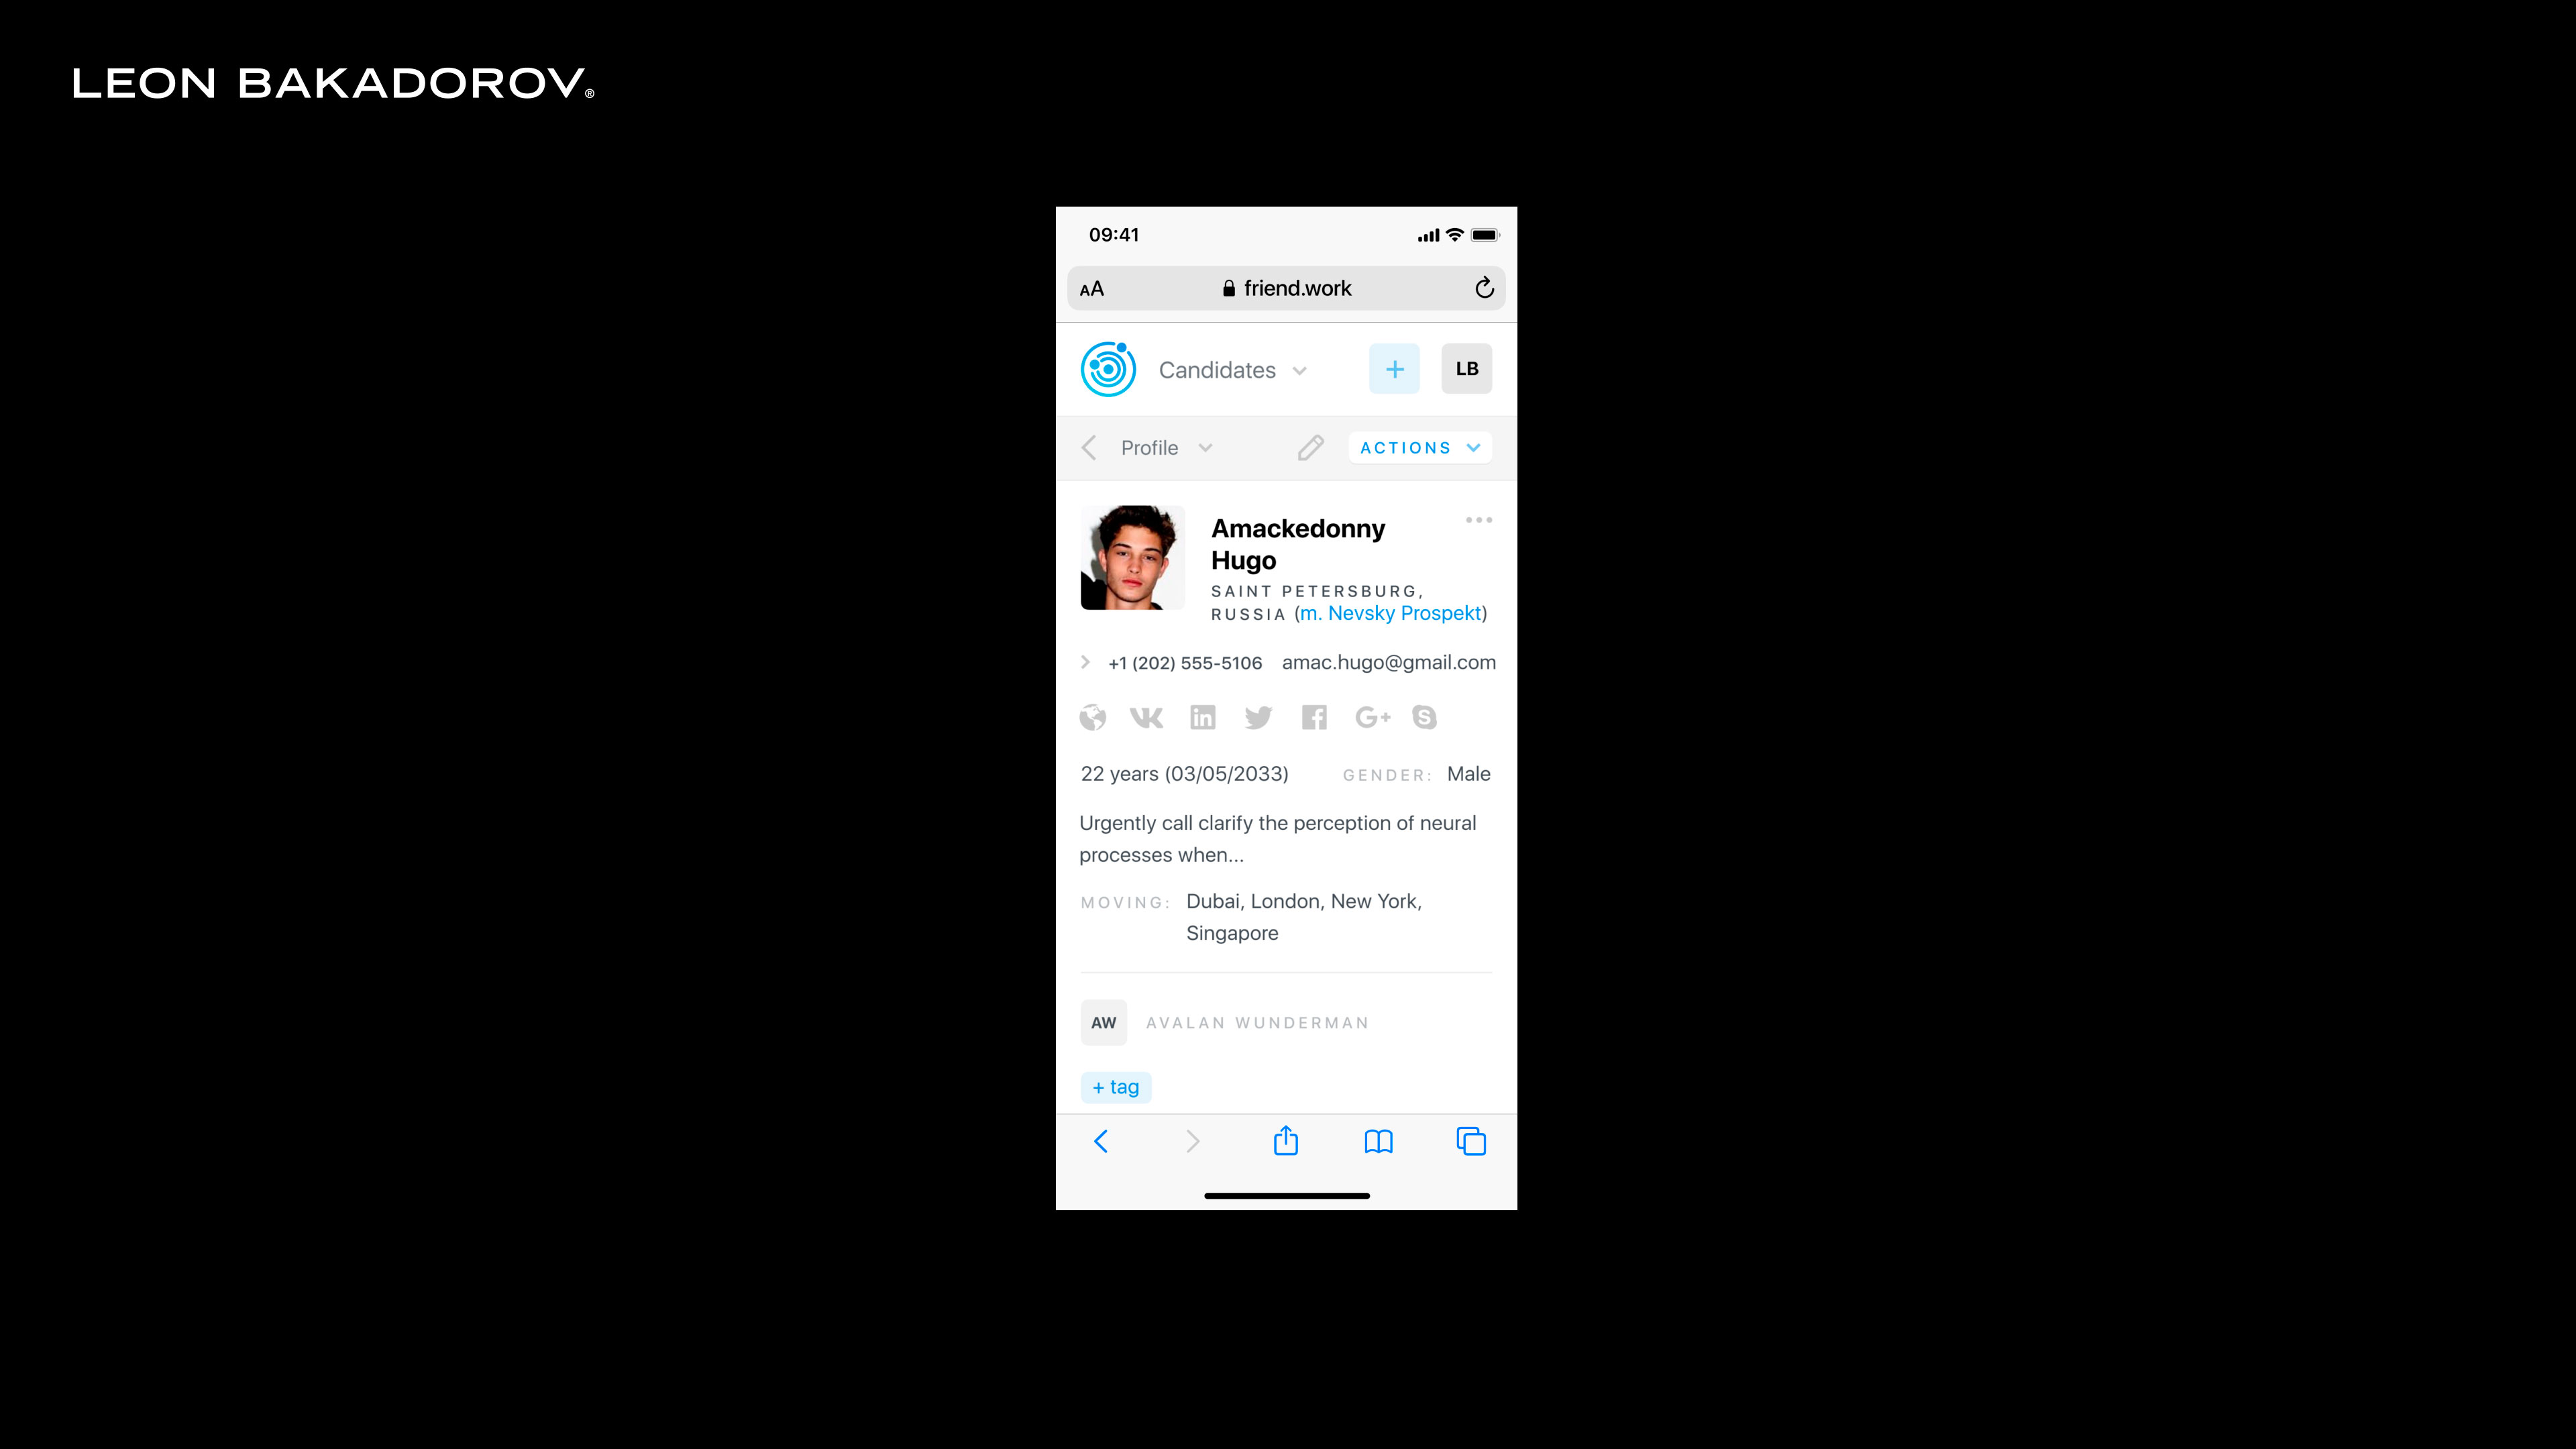 LEON BAKADOROV®
09:41
AA friend.work
Candidates + LB
Profile ACTIONS
Amackedonny
Hugo
SAINT PETERSBURG,
RUSSIA (m. Nevsky Prospekt)
+1 (202) 555-5106 amac.hugo@gmail.com
22 years (03/05/2033) GENDER: Male
Urgently call clarify the perception of neural
processes when...
MOVING: Dubai, London, New York,
Singapore
AW AVALAN WUNDERMAN
+ tag